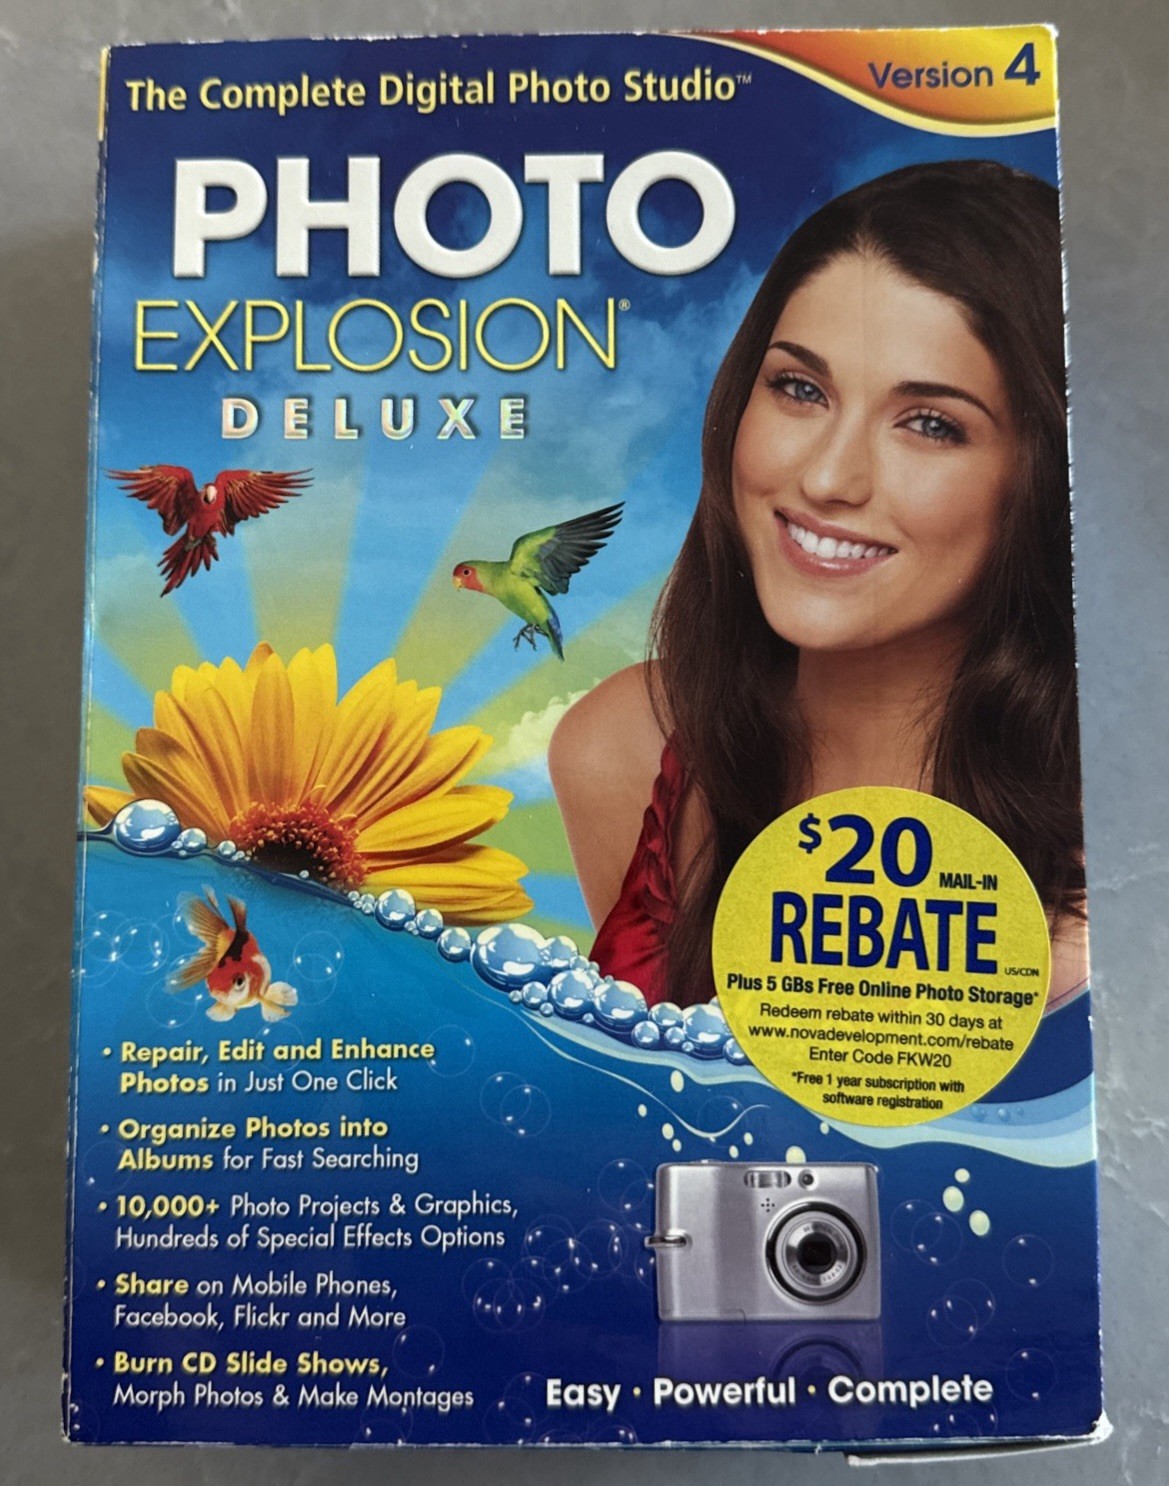 The Complete Digital Photo Studio™
Version 4
PHOTO
EXPLOSION®
DELUXE
$20 MAIL-IN
REBATE US/CDN
Plus 5 GBs Free Online Photo Storage*
Redeem rebate within 30 days at
www.novadevelopment.com/rebate
Enter Code FKW20
*Free 1 year subscription with
software registration
• Repair, Edit and Enhance
Photos in Just One Click
• Organize Photos into
Albums for Fast Searching
• 10,000+ Photo Projects & Graphics,
Hundreds of Special Effects Options
• Share on Mobile Phones,
Facebook, Flickr and More
• Burn CD Slide Shows,
Morph Photos & Make Montages
Easy • Powerful • Complete